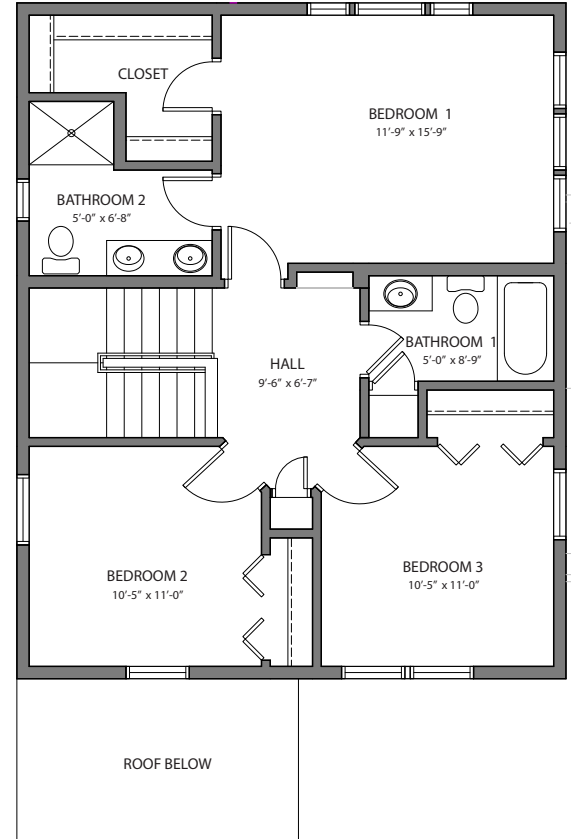 CLOSET
BEDROOM 1
11'-9" x 15'-9"
BATHROOM 2
5'-0" x 6'-8"
BATHROOM 1
5'-0" x 8'-9"
HALL
9'-6" x 6'-7"
BEDROOM 2
10'-5" x 11'-0"
BEDROOM 3
10'-5" x 11'-0"
ROOF BELOW